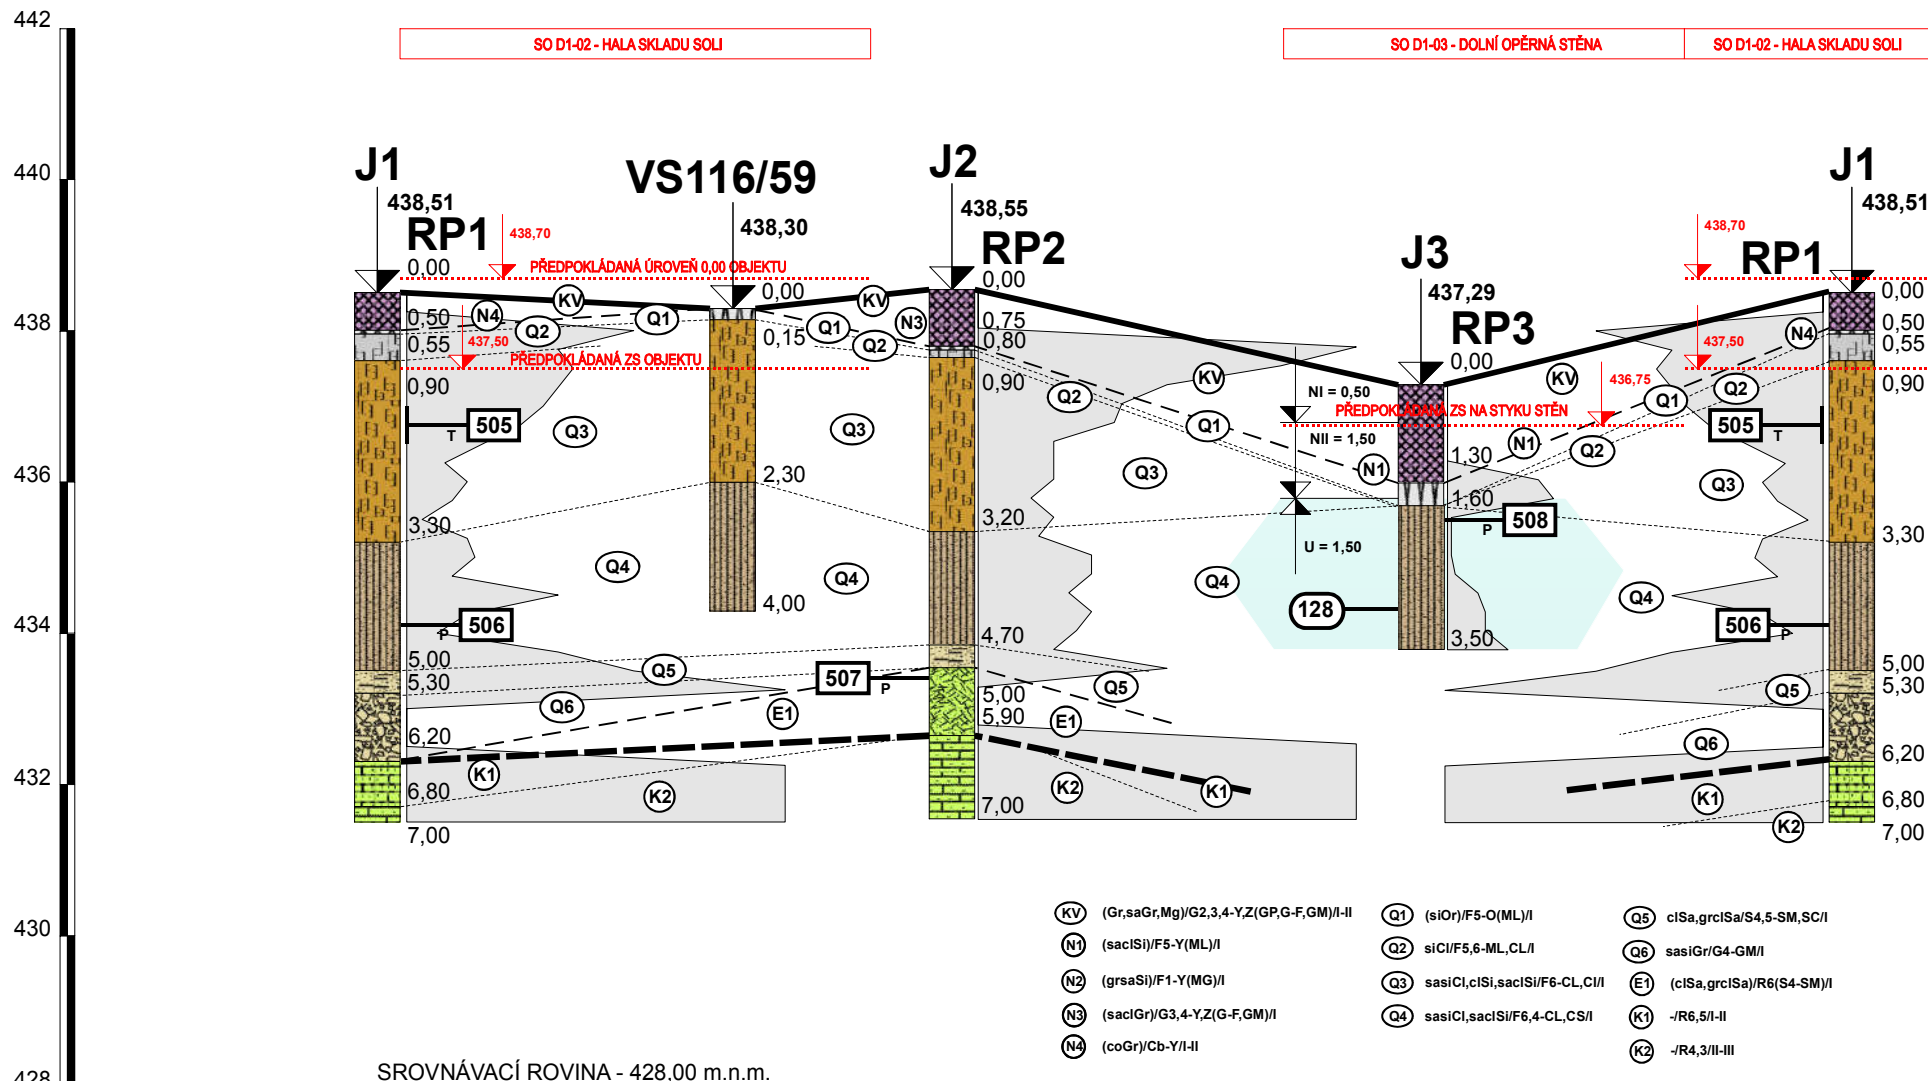 442
440
438
436
434
432
430
428
SO D1-02 - HALA SKLADU SOLI
SO D1-03 - DOLNÍ OPĚRNÁ STĚNA
SO D1-02 - HALA SKLADU SOLI
J1
438,51
RP1
438,70
PŘEDPOKLÁDANÁ ÚROVEŇ 0,00 OBJEKTU
437,50
PŘEDPOKLÁDANÁ ZS OBJEKTU
0,00
0,50
0,55
0,90
3,30
5,00
5,30
6,20
6,80
7,00
505
T
506
P
N4
KV
Q2
Q1
Q3
Q4
Q5
Q6
E1
K1
K2
VS116/59
438,30
0,00
0,15
2,30
4,00
KV
N3
Q1
Q2
Q3
Q4
507
P
J2
438,55
RP2
0,00
0,75
0,80
0,90
3,20
4,70
5,00
5,90
7,00
KV
Q2
Q1
Q3
N1
Q4
Q5
E1
K2
K1
NI = 0,50
NII = 1,50
U = 1,50
PŘEDPOKLÁDANÁ ZS NA STYKU STĚN
436,75
J3
437,29
RP3
0,00
1,30
1,60
3,50
508
P
128
KV
N1
Q1
Q2
Q2
N4
Q3
Q4
Q5
Q6
K1
K2
438,70
437,50
505
T
506
P
J1
438,51
RP1
0,00
0,50
0,55
0,90
3,30
5,00
5,30
6,20
6,80
7,00
KV (Gr,saGr,Mg)/G2,3,4-Y,Z(GP,G-F,GM)/I-II
N1 (saclSi)/F5-Y(ML)/I
N2 (grsaSi)/F1-Y(MG)/I
N3 (saclGr)/G3,4-Y,Z(G-F,GM)/I
N4 (coGr)/Cb-Y/I-II
Q1 (siOr)/F5-O(ML)/I
Q2 siCl/F5,6-ML,CL/I
Q3 sasiCl,clSi,saclSi/F6-CL,CI/I
Q4 sasiCl,saclSi/F6,4-CL,CS/I
Q5 clSa,grclSa/S4,5-SM,SC/I
Q6 sasiGr/G4-GM/I
E1 (clSa,grclSa)/R6(S4-SM)/I
K1 -/R6,5/I-II
K2 -/R4,3/II-III
SROVNÁVACÍ ROVINA - 428,00 m.n.m.